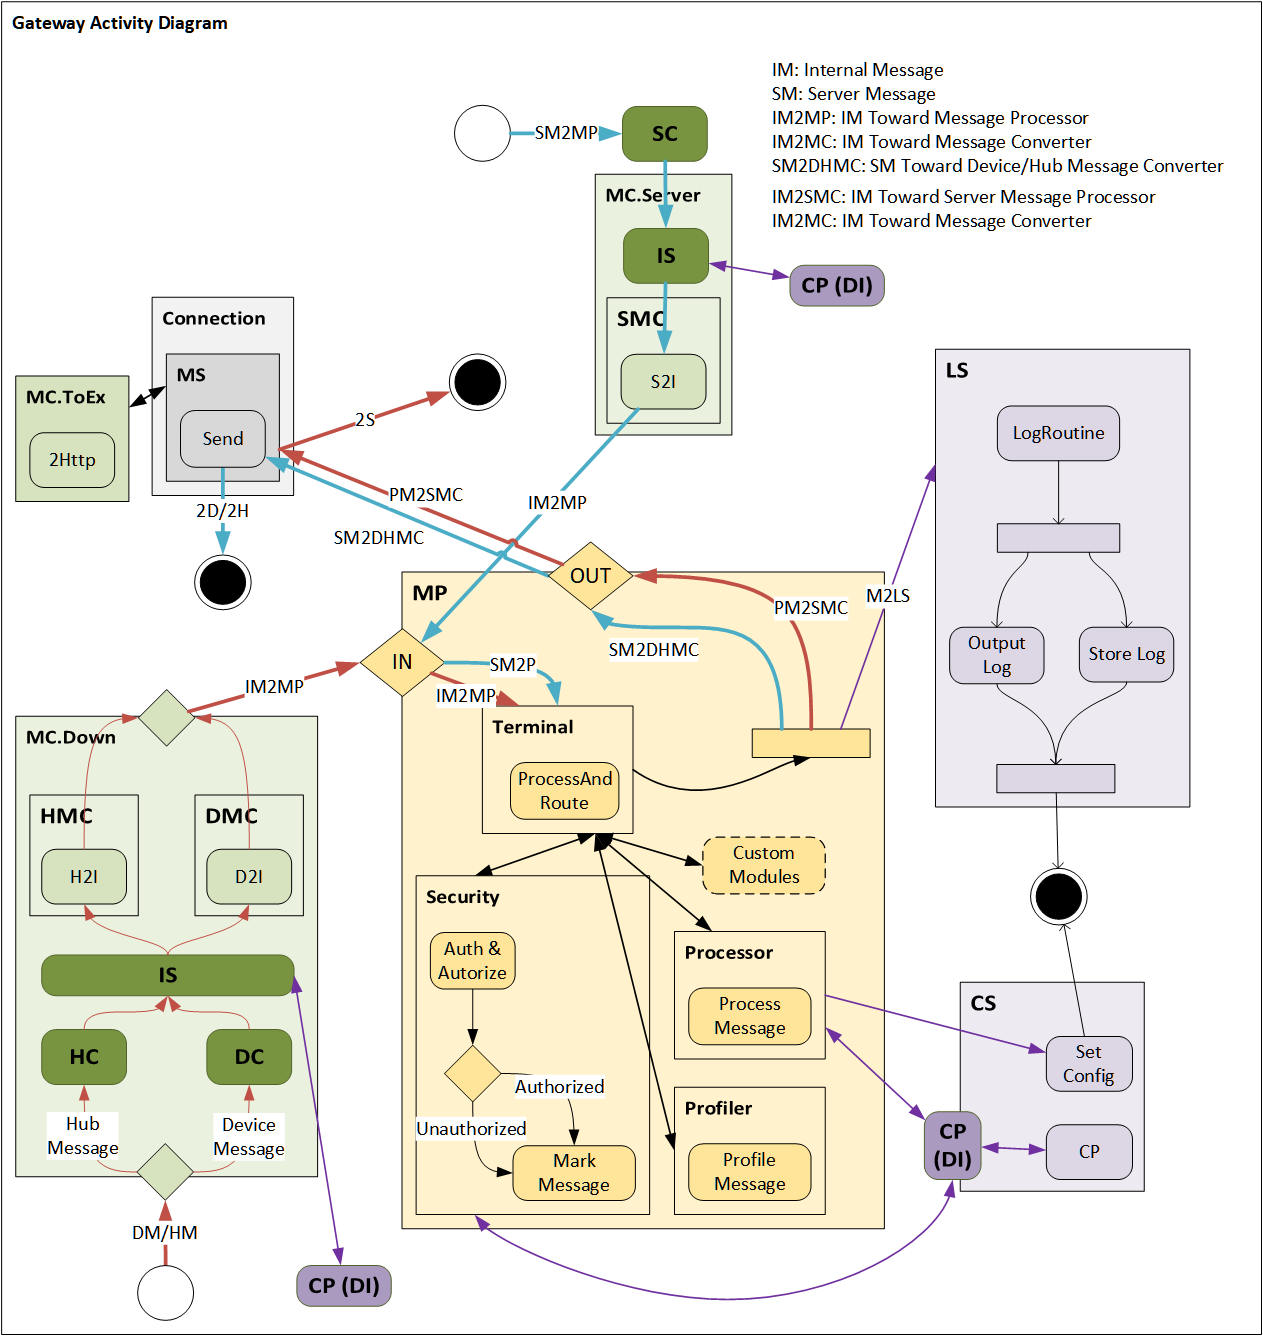 Gateway Activity Diagram
IM: Internal Message
SM: Server Message
IM2MP: IM Toward Message Processor
IM2MC: IM Toward Message Converter
SM2DHMC: SM Toward Device/Hub Message Converter
IM2SMC: IM Toward Server Message Processor
IM2MC: IM Toward Message Converter
SM2MP
SC
MC.Server
IS
CP (DI)
SMC
S2I
Connection
MS
Send
MC.ToEx
2Http
2S
2D/2H
PM2SMC
SM2DHMC
IM2MP
LS
LogRoutine
Output
Log
Store Log
M2LS
MP
OUT
IN
PM2SMC
SM2DHMC
SM2P
IM2MP
IM2MP
Terminal
ProcessAnd
Route
Custom
Modules
Security
Auth &
Autorize
Authorized
Unauthorized
Mark
Message
Processor
Process
Message
Profiler
Profile
Message
MC.Down
HMC
H2I
DMC
D2I
IS
HC
DC
Hub
Message
Device
Message
DM/HM
CP (DI)
CS
Set
Config
CP
(DI)
CP